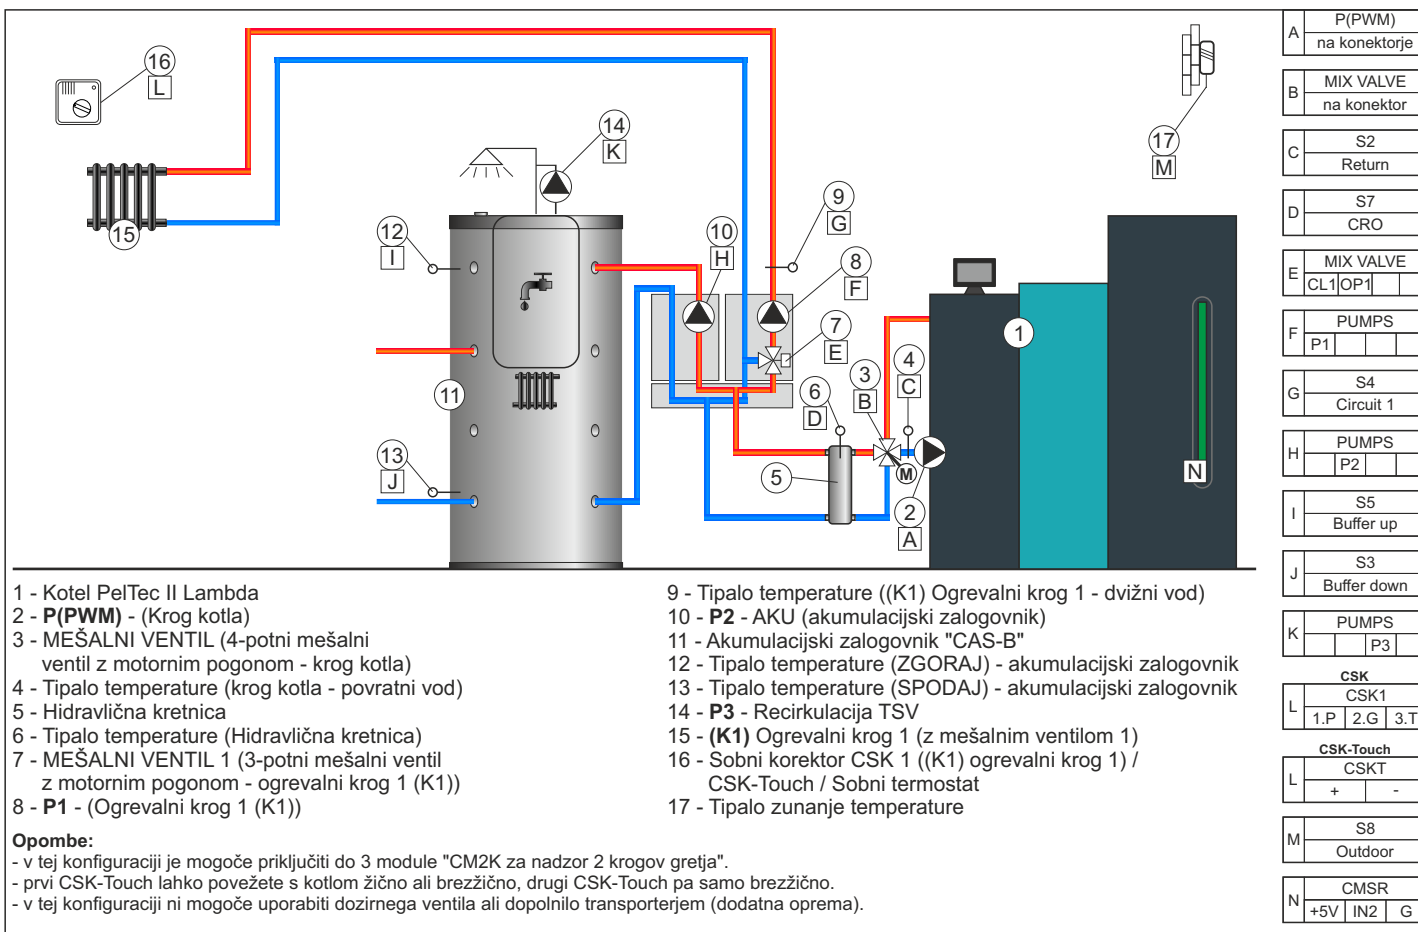 16
L
15
14
K
12
I
11
13
J
10
H
9
G
8
F
7
E
6
D
5
3
B
4
C
M
2
A
1
17
M
N
1 - Kotel PelTec II Lambda
2 - P(PWM) - (Krog kotla)
3 - MEŠALNI VENTIL (4-potni mešalni
ventil z motornim pogonom - krog kotla)
4 - Tipalo temperature (krog kotla - povratni vod)
5 - Hidravlična kretnica
6 - Tipalo temperature (Hidravlična kretnica)
7 - MEŠALNI VENTIL 1 (3-potni mešalni ventil
z motornim pogonom - ogrevalni krog 1 (K1))
8 - P1 - (Ogrevalni krog 1 (K1))
9 - Tipalo temperature ((K1) Ogrevalni krog 1 - dvižni vod)
10 - P2 - AKU (akumulacijski zalogovnik)
11 - Akumulacijski zalogovnik "CAS-B"
12 - Tipalo temperature (ZGORAJ) - akumulacijski zalogovnik
13 - Tipalo temperature (SPODAJ) - akumulacijski zalogovnik
14 - P3 - Recirkulacija TSV
15 - (K1) Ogrevalni krog 1 (z mešalnim ventilom 1)
16 - Sobni korektor CSK 1 ((K1) ogrevalni krog 1) /
CSK-Touch / Sobni termostat
17 - Tipalo zunanje temperature
Opombe:
- v tej konfiguraciji je mogoče priključiti do 3 module "CM2K za nadzor 2 krogov gretja".
- prvi CSK-Touch lahko povežete s kotlom žično ali brezžično, drugi CSK-Touch pa samo brezžično.
- v tej konfiguraciji ni mogoče uporabiti dozirnega ventila ali dopolnilo transporterjem (dodatna oprema).
A
P(PWM)
na konektorje
B
MIX VALVE
na konektor
C
S2
Return
D
S7
CRO
E
MIX VALVE
CL1 OP1
F
PUMPS
P1
G
S4
Circuit 1
H
PUMPS
P2
I
S5
Buffer up
J
S3
Buffer down
K
PUMPS
P3
CSK
L
CSK1
1.P 2.G 3.T
CSK-Touch
L
CSKT
+ -
M
S8
Outdoor
N
CMSR
+5V IN2 G